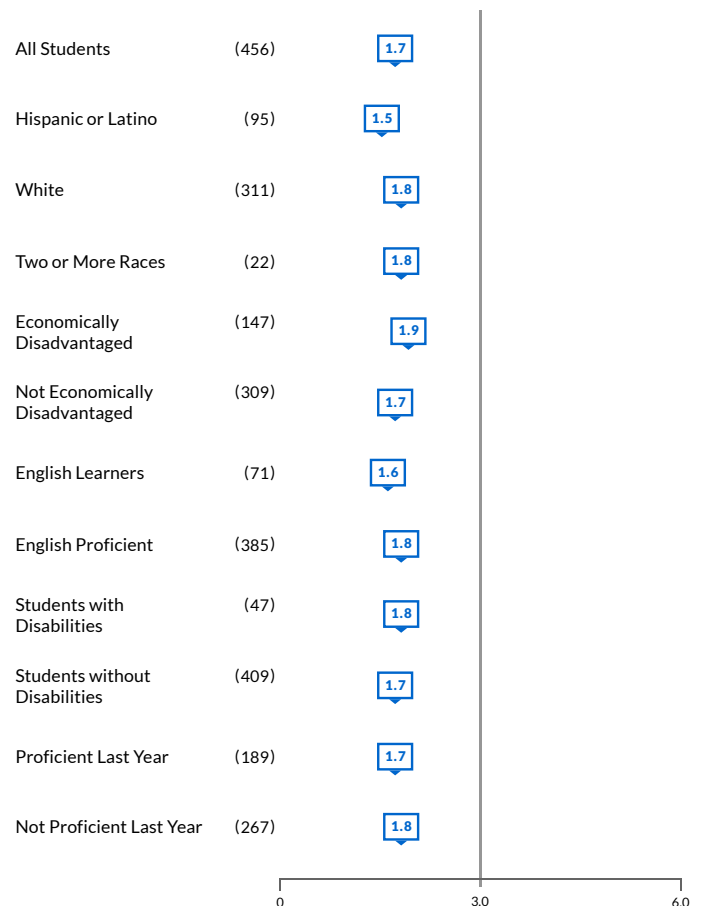 All Students (456) 1.7
Hispanic or Latino (95) 1.5
White (311) 1.8
Two or More Races (22) 1.8
Economically (147) 1.9
Disadvantaged
Not Economically (309) 1.7
Disadvantaged
English Learners (71) 1.6
English Proficient (385) 1.8
Students with (47) 1.8
Disabilities
Students without (409) 1.7
Disabilities
Proficient Last Year (189) 1.7
Not Proficient Last Year (267) 1.8
0 3.0 6.0